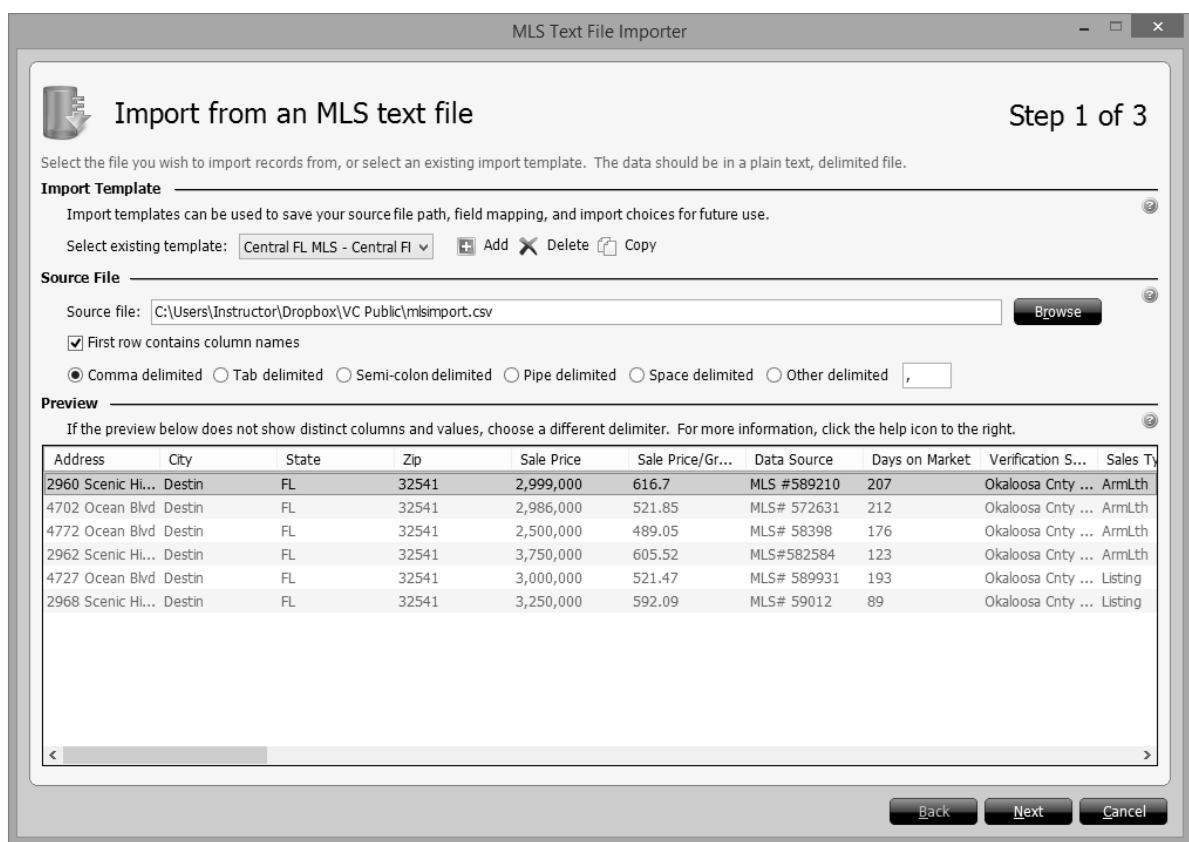 MLS Text File Importer
Import from an MLS text file
Step 1 of 3
Select the file you wish to import records from, or select an existing import template. The data should be in a plain text, delimited file.
Import Template
Import templates can be used to save your source file path, field mapping, and import choices for future use.
Select existing template: Central FL MLS - Central Fl Add Delete Copy
Source File
Source file: C:\Users\Instructor\Dropbox\VC Public\mlsimport.csv Browse
First row contains column names
Comma delimited Tab delimited Semi-colon delimited Pipe delimited Space delimited Other delimited ,
Preview
If the preview below does not show distinct columns and values, choose a different delimiter. For more information, click the help icon to the right.
Address City State Zip Sale Price Sale Price/Gr... Data Source Days on Market Verification S... Sales Ty
2960 Scenic Hi... Destin FL 32541 2,999,000 616.7 MLS #589210 207 Okaloosa Cnty ... ArmLth
4702 Ocean Blvd Destin FL 32541 2,986,000 521.85 MLS# 572631 212 Okaloosa Cnty ... ArmLth
4772 Ocean Blvd Destin FL 32541 2,500,000 489.05 MLS# 58398 176 Okaloosa Cnty ... ArmLth
2962 Scenic Hi... Destin FL 32541 3,750,000 605.52 MLS#582584 123 Okaloosa Cnty ... ArmLth
4727 Ocean Blvd Destin FL 32541 3,000,000 521.47 MLS# 589931 193 Okaloosa Cnty ... Listing
2968 Scenic Hi... Destin FL 32541 3,250,000 592.09 MLS# 59012 89 Okaloosa Cnty ... Listing
Back Next Cancel